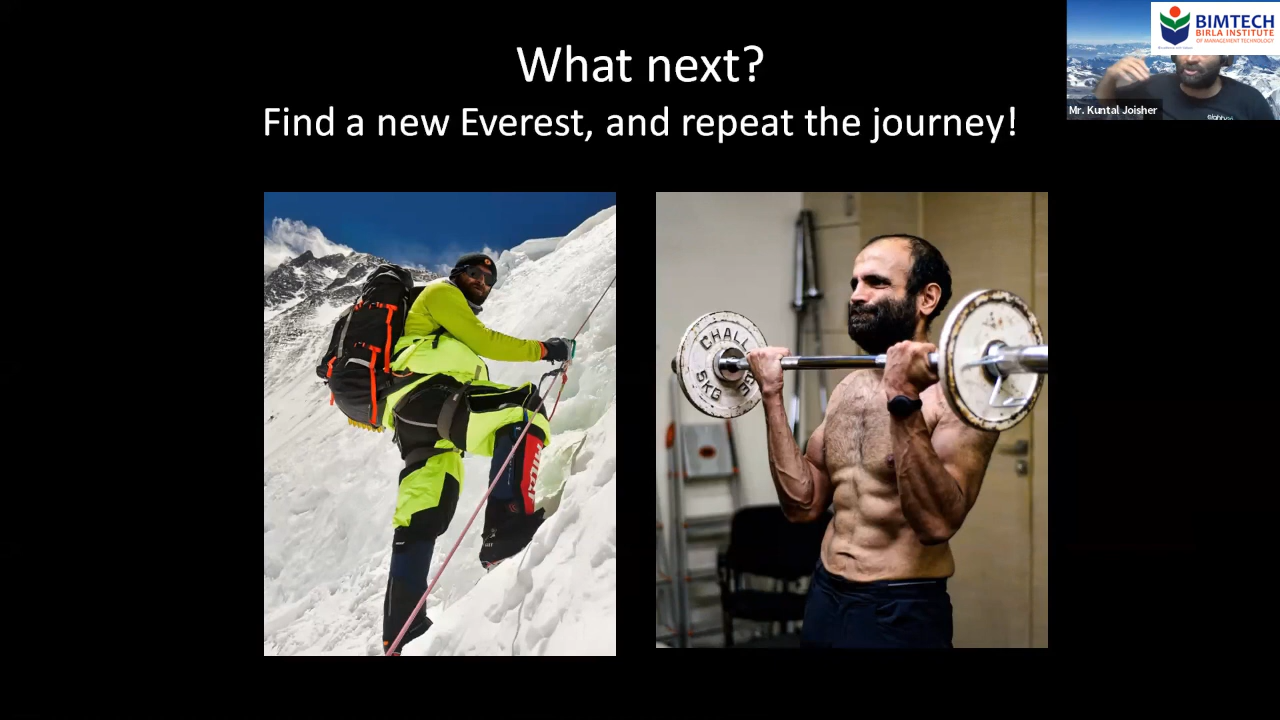 What next?
Find a new Everest, and repeat the journey!
BIMTECH
BIRLA INSTITUTE
OF MANAGEMENT TECHNOLOGY
Mr. Kuntal Joisher
CHALLENGE
5KG